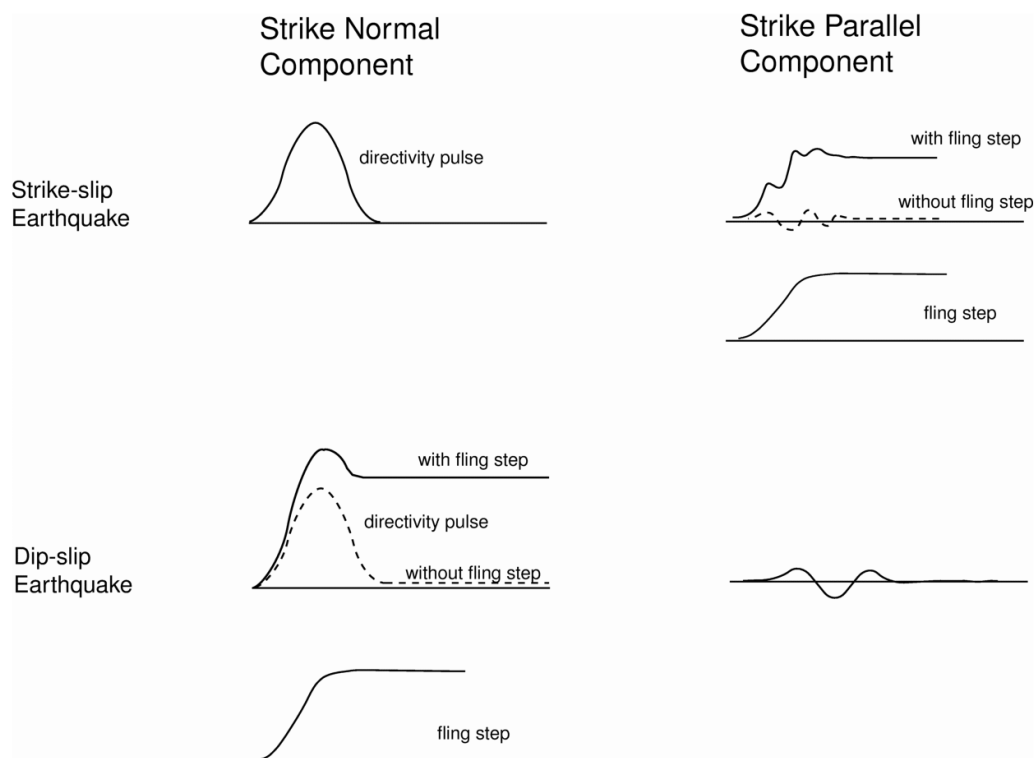 Strike Normal
Component
Strike Parallel
Component
Strike-slip
Earthquake
directivity pulse
with fling step
without fling step
fling step
Dip-slip
Earthquake
with fling step
directivity pulse
without fling step
fling step